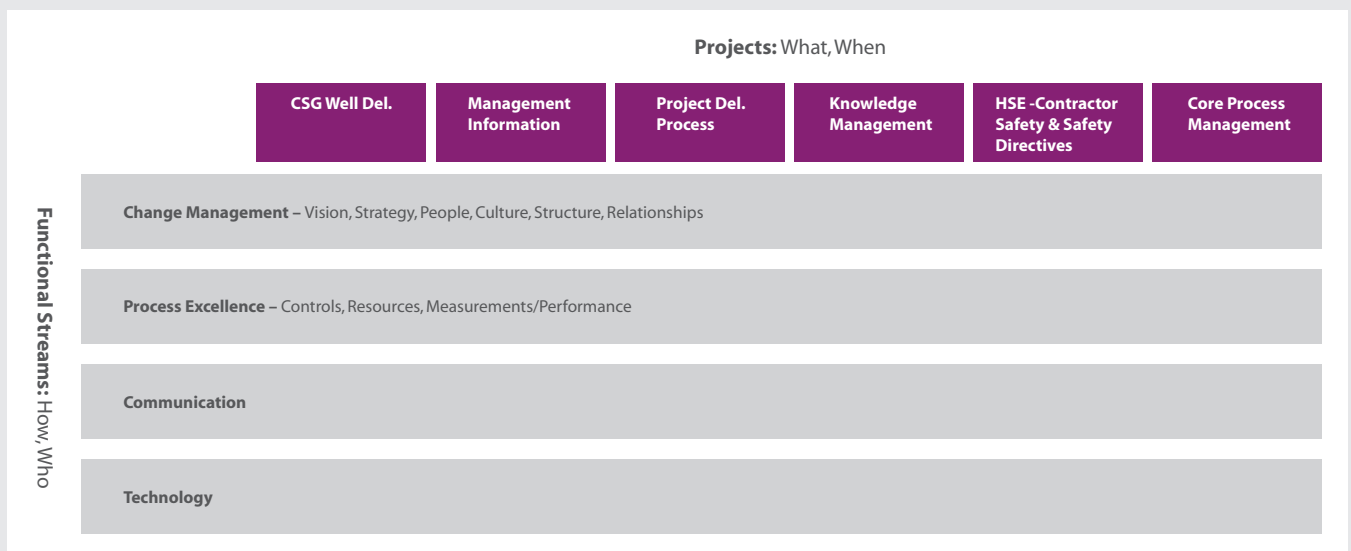 Projects: What, When
CSG Well Del.
Management
Information
Project Del.
Process
Knowledge
Management
HSE -Contractor
Safety & Safety
Directives
Core Process
Management
Functional Streams: How, Who
Change Management – Vision, Strategy, People, Culture, Structure, Relationships
Process Excellence – Controls, Resources, Measurements/Performance
Communication
Technology